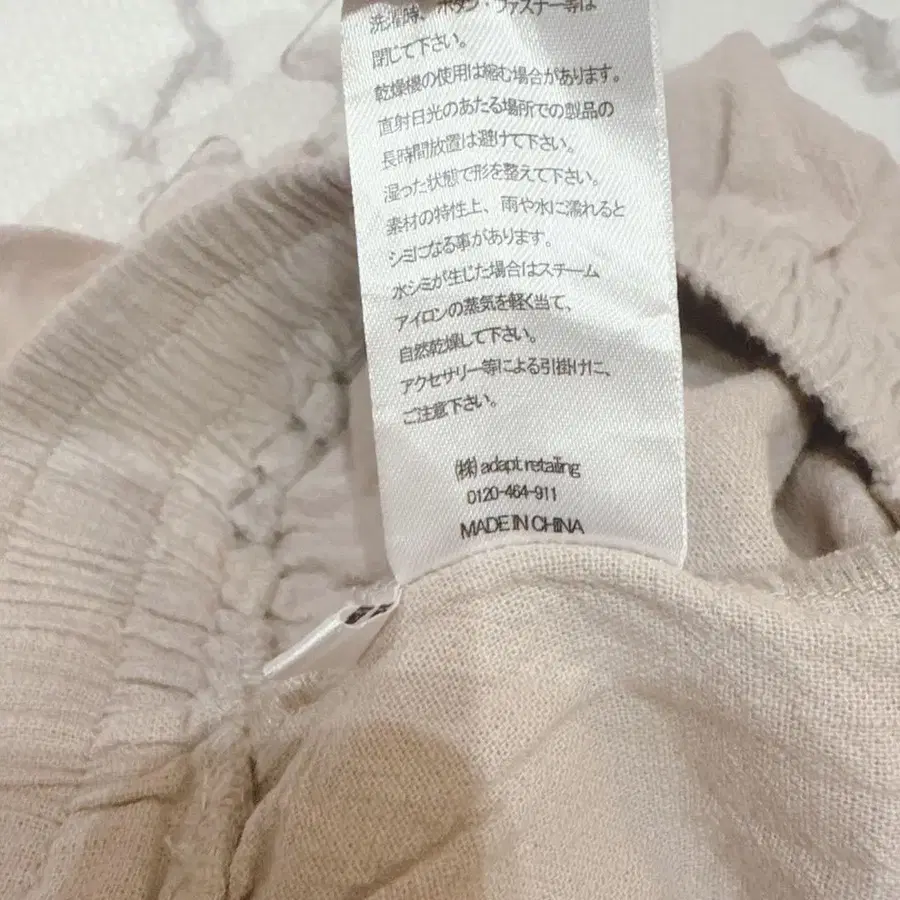 洗濯時、ボタン・ファスナー等は
閉じて下さい。
乾燥機の使用は縮む場合があります。
直射日光のあたる場所での製品の
長時間放置は避けて下さい。
湿った状態で形を整えて下さい。
素材の特性上、雨や水に濡れると
シミになる事があります。
水シミが生じた場合はスチーム
アイロンの蒸気を軽く当て、
自然乾燥して下さい。
アクセサリー等による引掛けに、
ご注意下さい。
(株) adapt retailing
0120-464-911
MADE IN CHINA